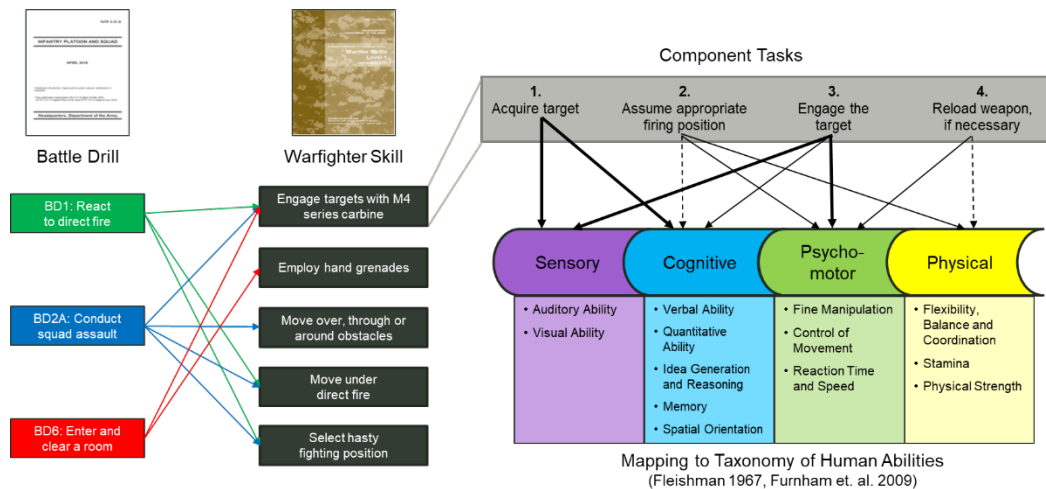 INFANTRY PLATOON AND SQUAD
APRIL 2016
Headquarters, Department of the Army
Warrior Skills
Level 1
Battle Drill
Warfighter Skill
BD1: React
to direct fire
BD2A: Conduct
squad assault
BD6: Enter and
clear a room
Engage targets with M4
series carbine
Employ hand grenades
Move over, through or
around obstacles
Move under
direct fire
Select hasty
fighting position
Component Tasks
1.
Acquire target
2.
Assume appropriate
firing position
3.
Engage the
target
4.
Reload weapon,
if necessary
Sensory
Cognitive
Psycho-
motor
Physical
• Auditory Ability
• Visual Ability
• Verbal Ability
• Quantitative
Ability
• Idea Generation
and Reasoning
• Memory
• Spatial Orientation
• Fine Manipulation
• Control of
Movement
• Reaction Time
and Speed
• Flexibility,
Balance and
Coordination
• Stamina
• Physical Strength
Mapping to Taxonomy of Human Abilities
(Fleishman 1967, Furnham et. al. 2009)